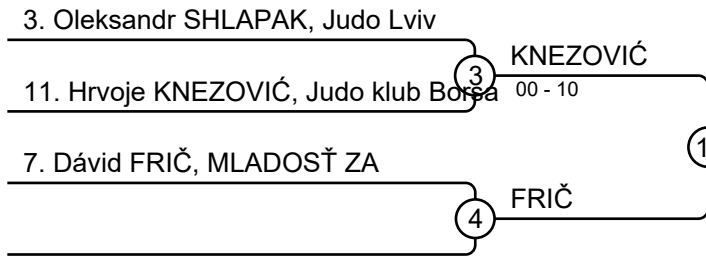 3. Oleksandr SHLAPAK, Judo Lviv
KNEZOVIĆ
3
00 - 10
11. Hrvoje KNEZOVIĆ, Judo klub Borsa
7. Dávid FRIČ, MLADOSŤ ZA
FRIČ
4